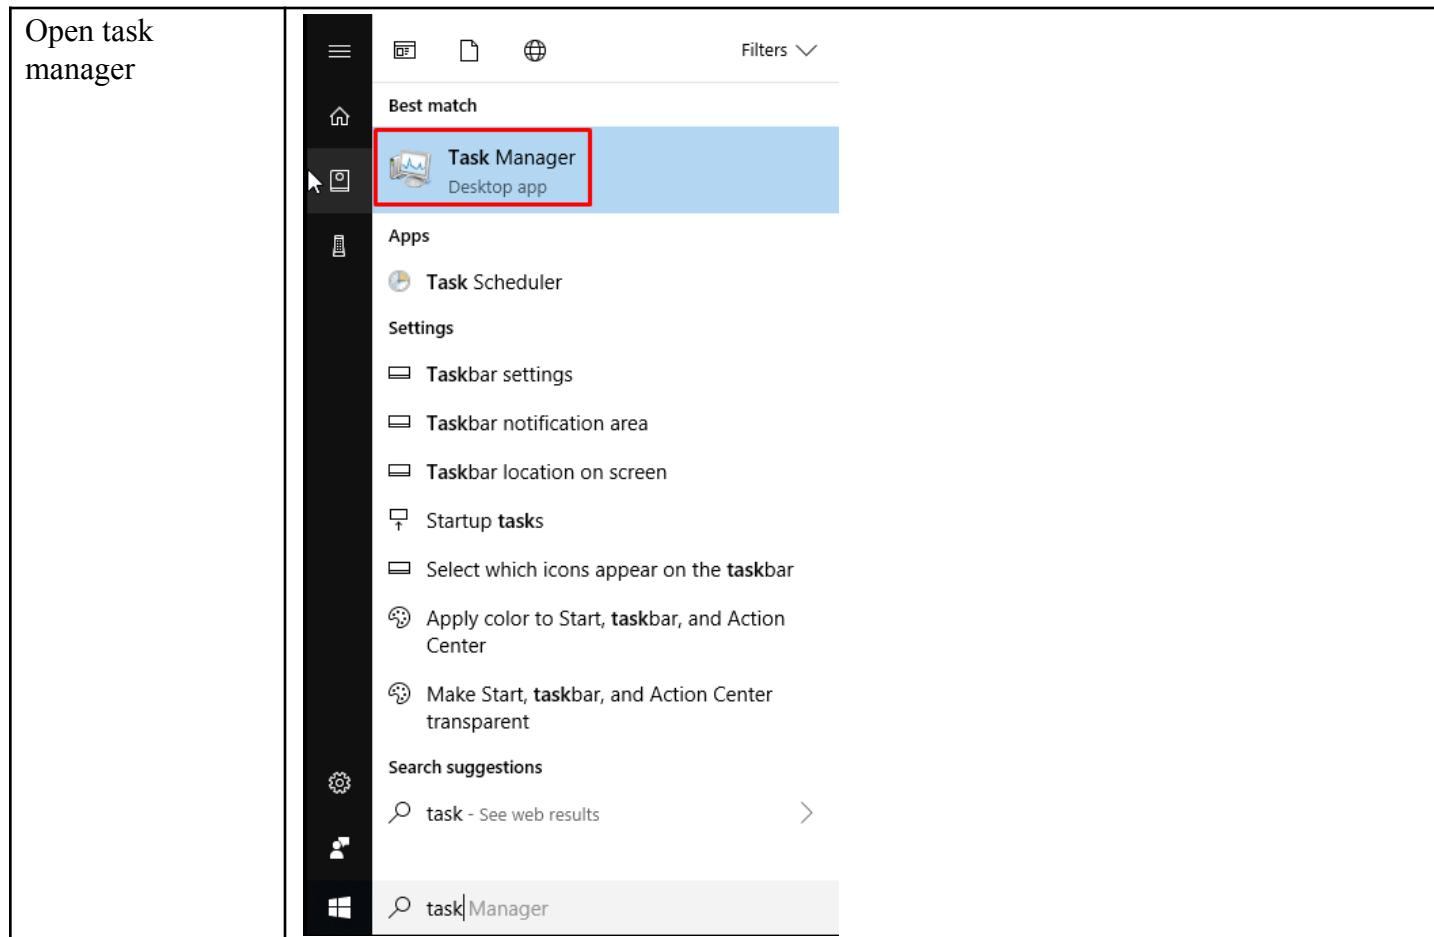 Open task
manager
Filters
Best match
Task Manager
Desktop app
Apps
Task Scheduler
Settings
Taskbar settings
Taskbar notification area
Taskbar location on screen
Startup tasks
Select which icons appear on the taskbar
Apply color to Start, taskbar, and Action
Center
Make Start, taskbar, and Action Center
transparent
Search suggestions
task - See web results
task Manager